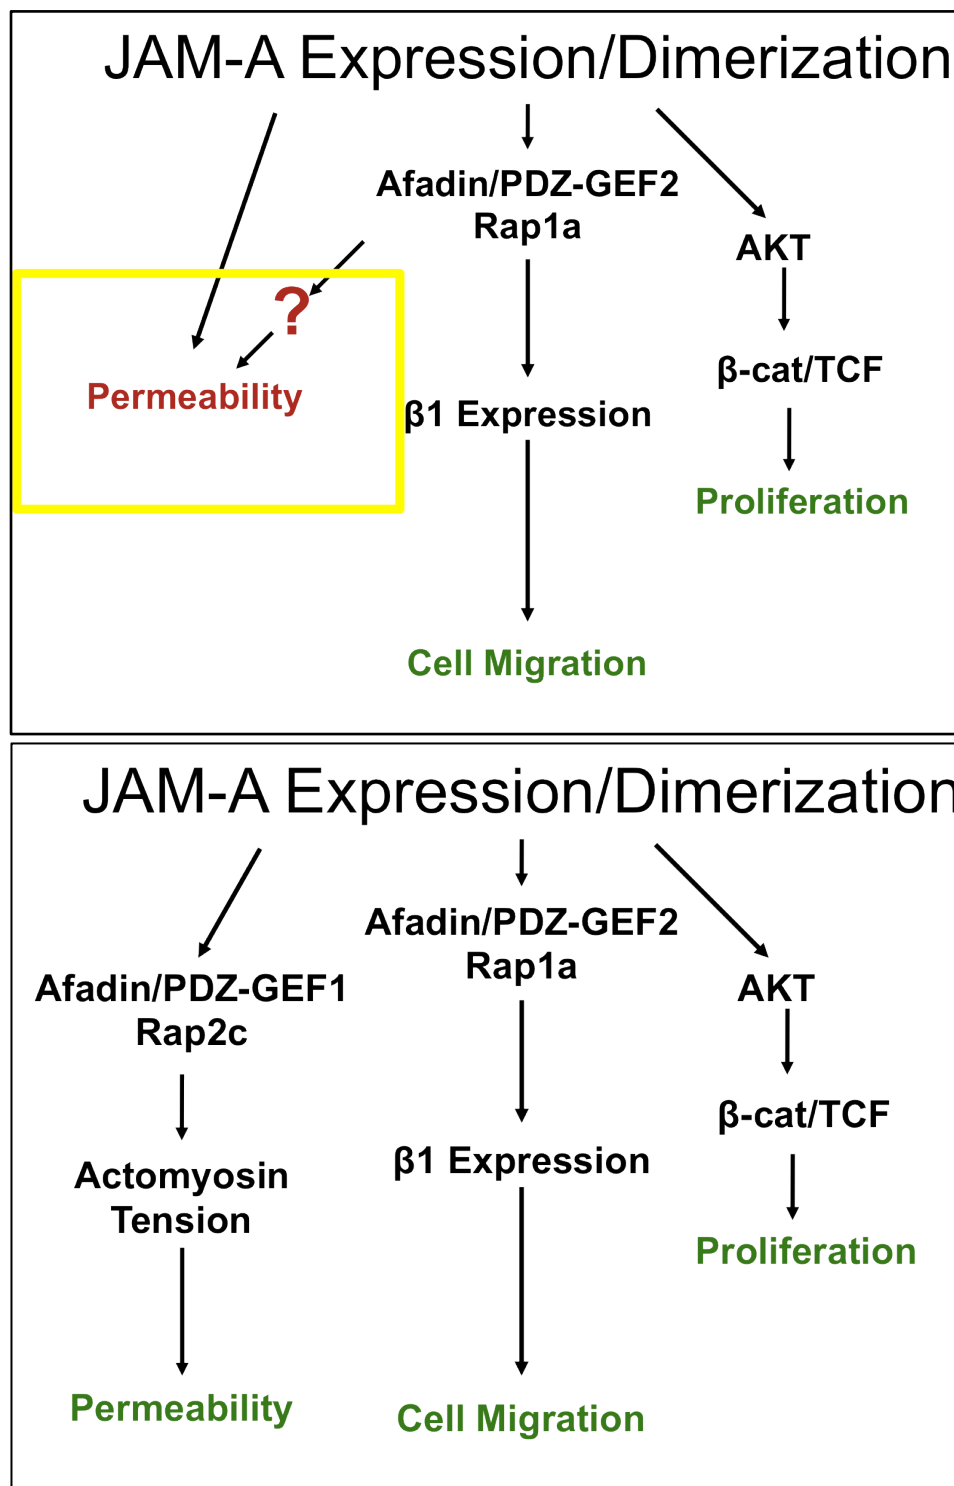 JAM-A Expression/Dimerization
Afadin/PDZ-GEF2
Rap1a
AKT
?
β-cat/TCF
Permeability
β1 Expression
Proliferation
Cell Migration
JAM-A Expression/Dimerization
Afadin/PDZ-GEF2
Rap1a
Afadin/PDZ-GEF1
Rap2c
AKT
β-cat/TCF
β1 Expression
Actomyosin
Tension
Proliferation
Permeability
Cell Migration